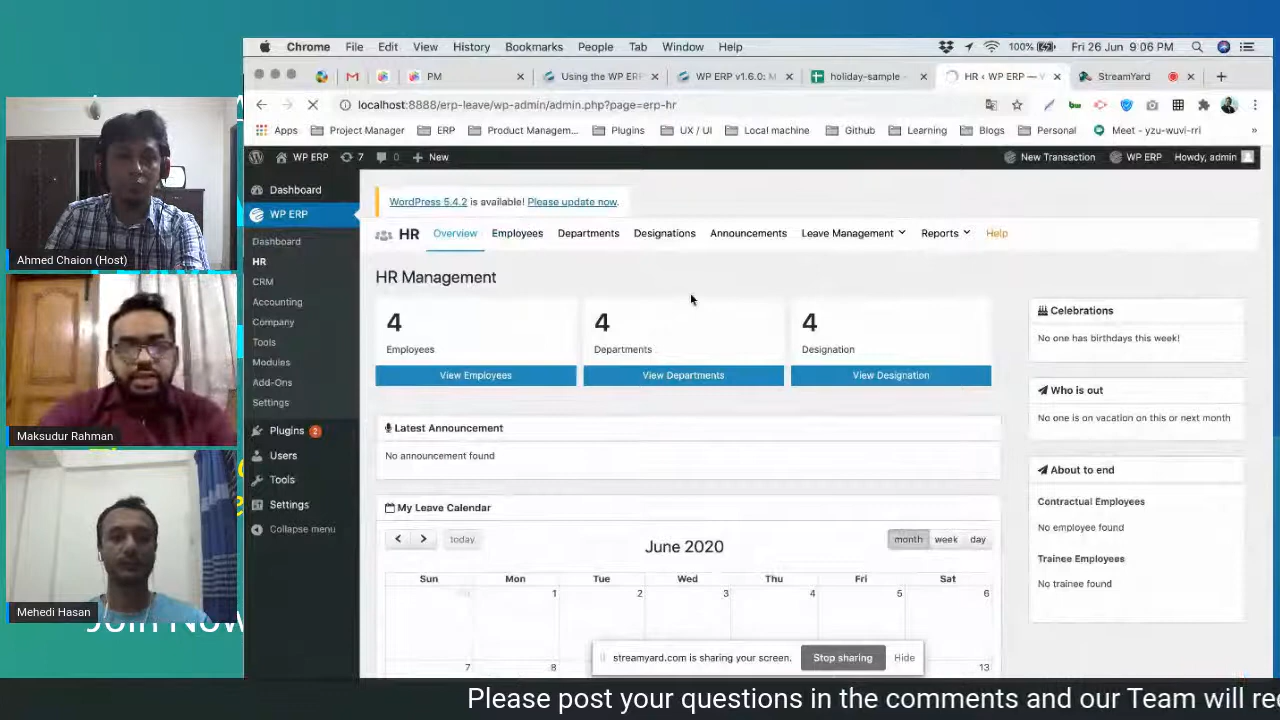 Chrome File Edit View History Bookmarks People Tab Window Help 100% Fri 26 Jun 9:06 PM
PM Using the WP ERP WP ERP v1.6.0: M holiday-sample HR ‹ WP ERP — StreamYard
localhost:8888/erp-leave/wp-admin/admin.php?page=erp-hr
Apps Project Manager ERP Product Managem... Plugins UX / UI Local machine Github Learning Blogs Personal Meet - yzu-wuvi-rri »
WP ERP 7 0 New New Transaction WP ERP Howdy, admin
Dashboard
WP ERP
Dashboard
HR
CRM
Accounting
Company
Tools
Modules
Add-Ons
Settings
Plugins 2
Users
Tools
Settings
Collapse menu
WordPress 5.4.2 is available! Please update now.
HR Overview Employees Departments Designations Announcements Leave Management Reports Help
HR Management
4
Employees
View Employees
4
Departments
View Departments
4
Designation
View Designation
Latest Announcement
No announcement found
My Leave Calendar
today
June 2020
month week day
Sun Mon Tue Wed Thu Fri Sat
1 2 3 4 5 6
7 8 13
Celebrations
No one has birthdays this week!
Who is out
No one is on vacation on this or next month
About to end
Contractual Employees
No employee found
Trainee Employees
No trainee found
streamyard.com is sharing your screen. Stop sharing Hide
Ahmed Chaion (Host)
Maksudur Rahman
Mehedi Hasan
Join Now
Please post your questions in the comments and our Team will re